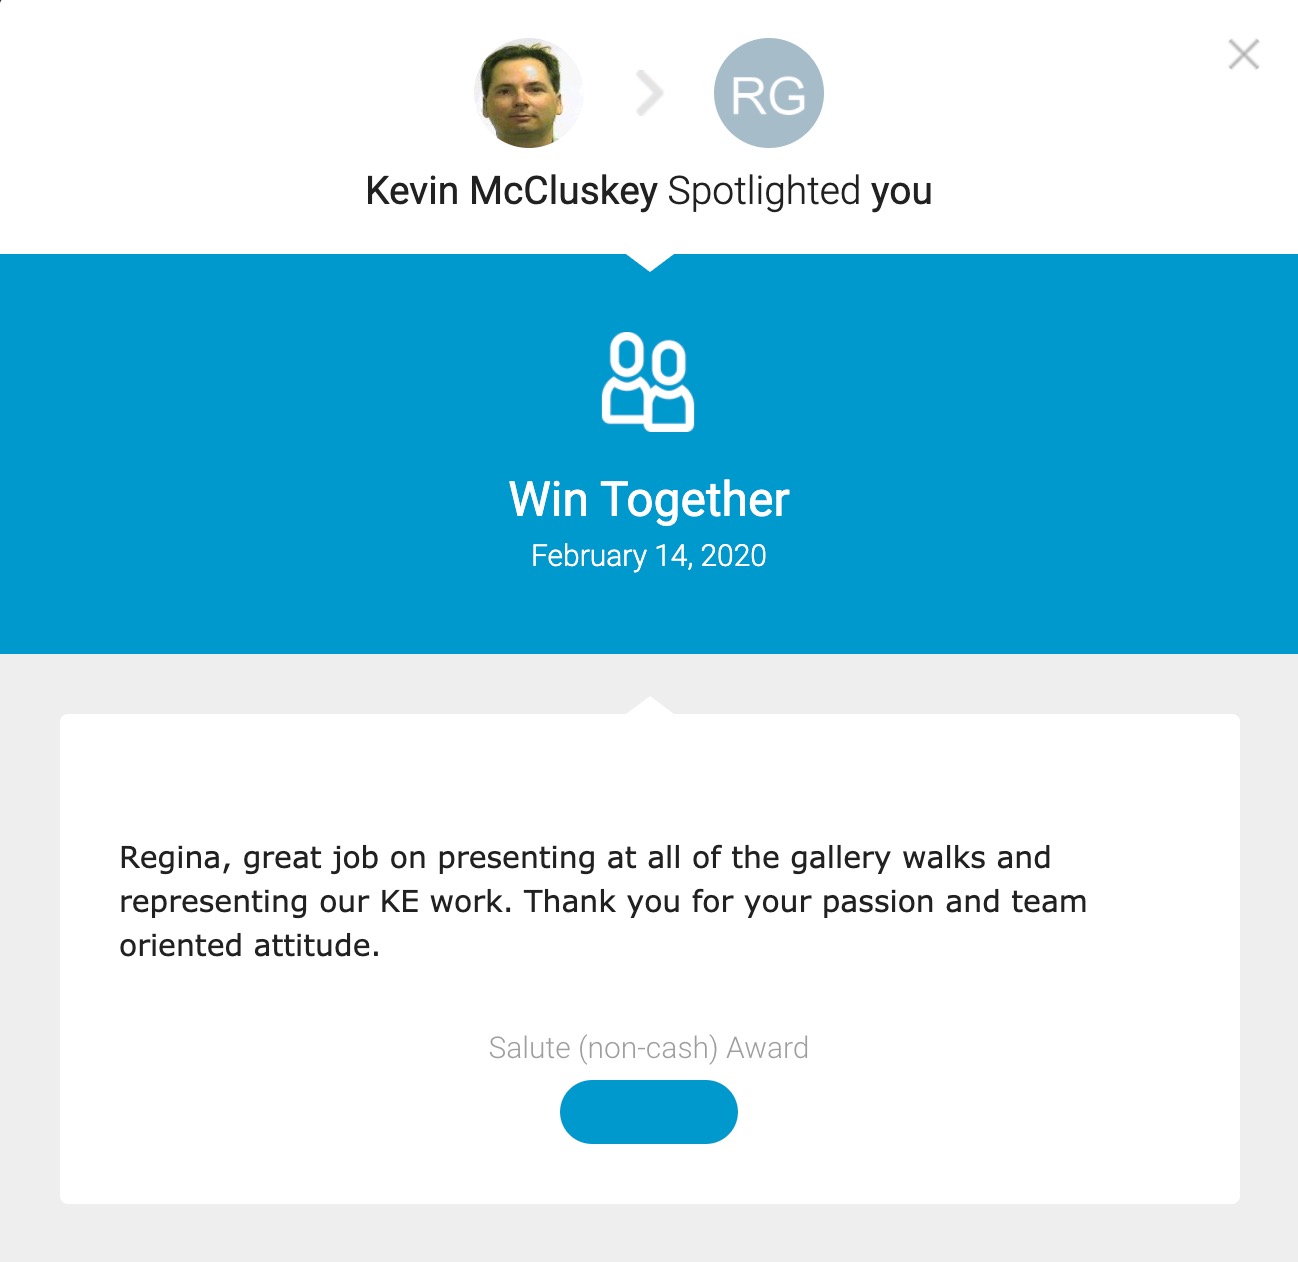 RG
Kevin McCluskey Spotlighted you
Win Together
February 14, 2020
Regina, great job on presenting at all of the gallery walks and
representing our KE work. Thank you for your passion and team
oriented attitude.
Salute (non-cash) Award